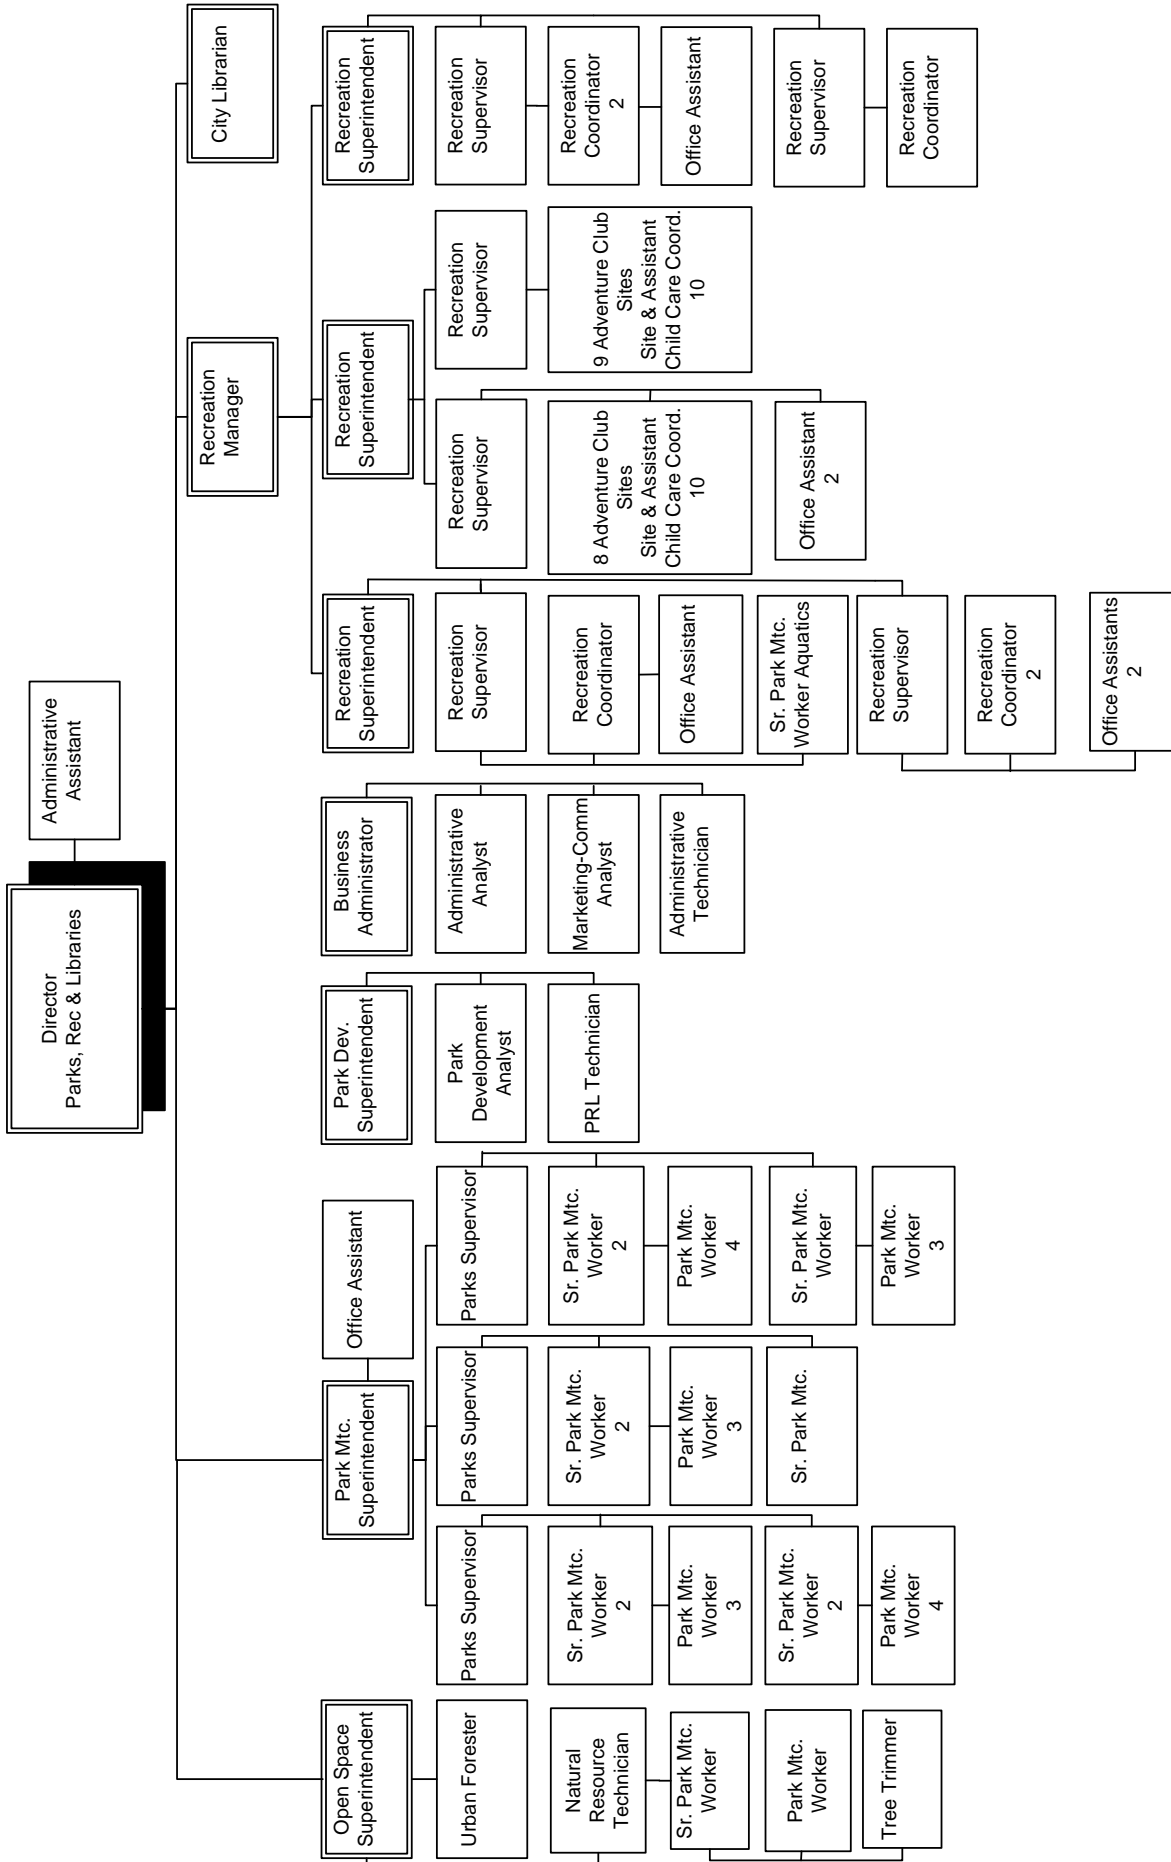 Director
Parks, Rec & Libraries
Administrative
Assistant
Open Space
Superintendent
Urban Forester
Natural
Resource
Technician
Sr. Park Mtc.
Worker
Park Mtc.
Worker
Tree Trimmer
Park Mtc.
Superintendent
Office Assistant
Parks Supervisor
Sr. Park Mtc.
Worker
2
Park Mtc.
Worker
3
Sr. Park Mtc.
Worker
2
Park Mtc.
Worker
4
Parks Supervisor
Sr. Park Mtc.
Worker
2
Park Mtc.
Worker
3
Sr. Park Mtc.
Parks Supervisor
Sr. Park Mtc.
Worker
2
Park Mtc.
Worker
4
Sr. Park Mtc.
Worker
Park Mtc.
Worker
3
Park Dev.
Superintendent
Park
Development
Analyst
PRL Technician
Business
Administrator
Administrative
Analyst
Marketing-Comm
Analyst
Administrative
Technician
Recreation
Manager
Recreation
Superintendent
Recreation
Supervisor
Recreation
Coordinator
Office Assistant
Sr. Park Mtc.
Worker Aquatics
Recreation
Supervisor
Recreation
Coordinator
2
Office Assistants
2
Recreation
Superintendent
Recreation
Supervisor
8 Adventure Club
Sites
Site & Assistant
Child Care Coord.
10
Office Assistant
2
Recreation
Supervisor
9 Adventure Club
Sites
Site & Assistant
Child Care Coord.
10
Recreation
Superintendent
Recreation
Supervisor
Recreation
Coordinator
2
Office Assistant
Recreation
Supervisor
Recreation
Coordinator
City Librarian